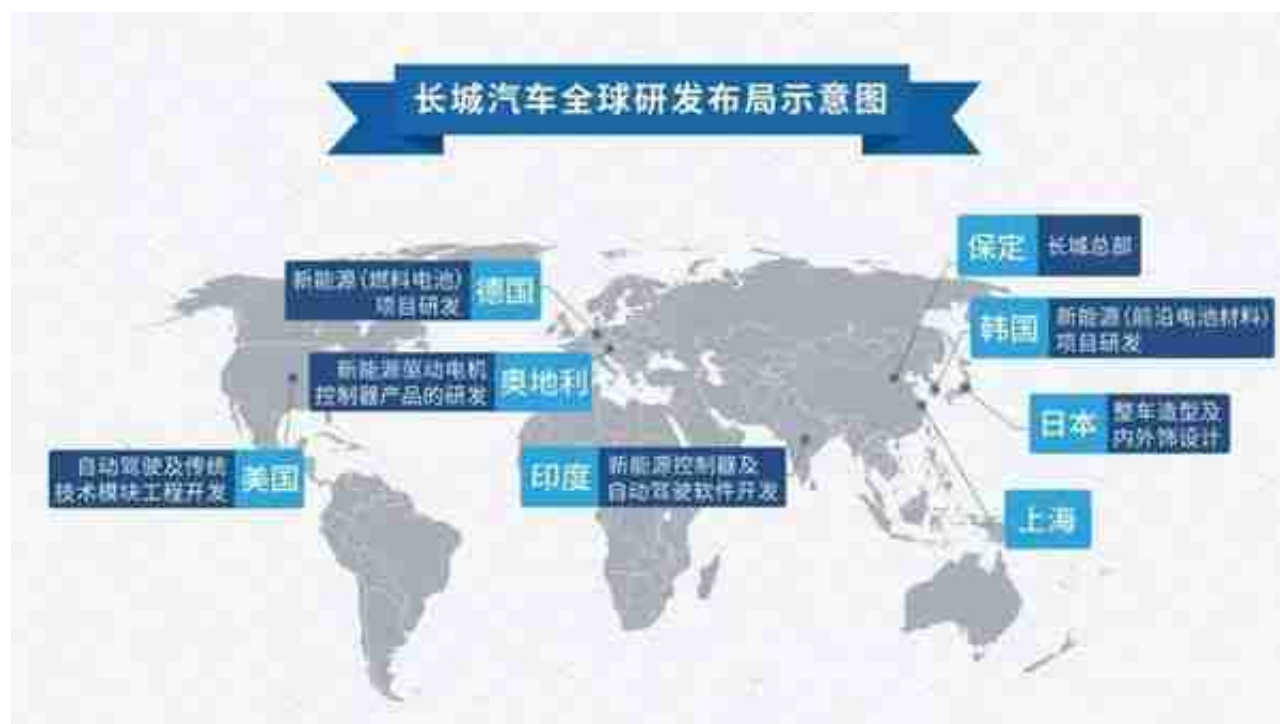 长城汽车全球研发布局示意图
保定
长城总部
新能源(燃料电池)
项目研发
德国
韩国
新能源(前沿电池材料)
项目研发
新能源驱动电机
控制器产品的研发
奥地利
日本
整车造型及
内外饰设计
自动驾驶及传统
技术模块工程开发
美国
印度
新能源控制器及
自动驾驶软件开发
上海